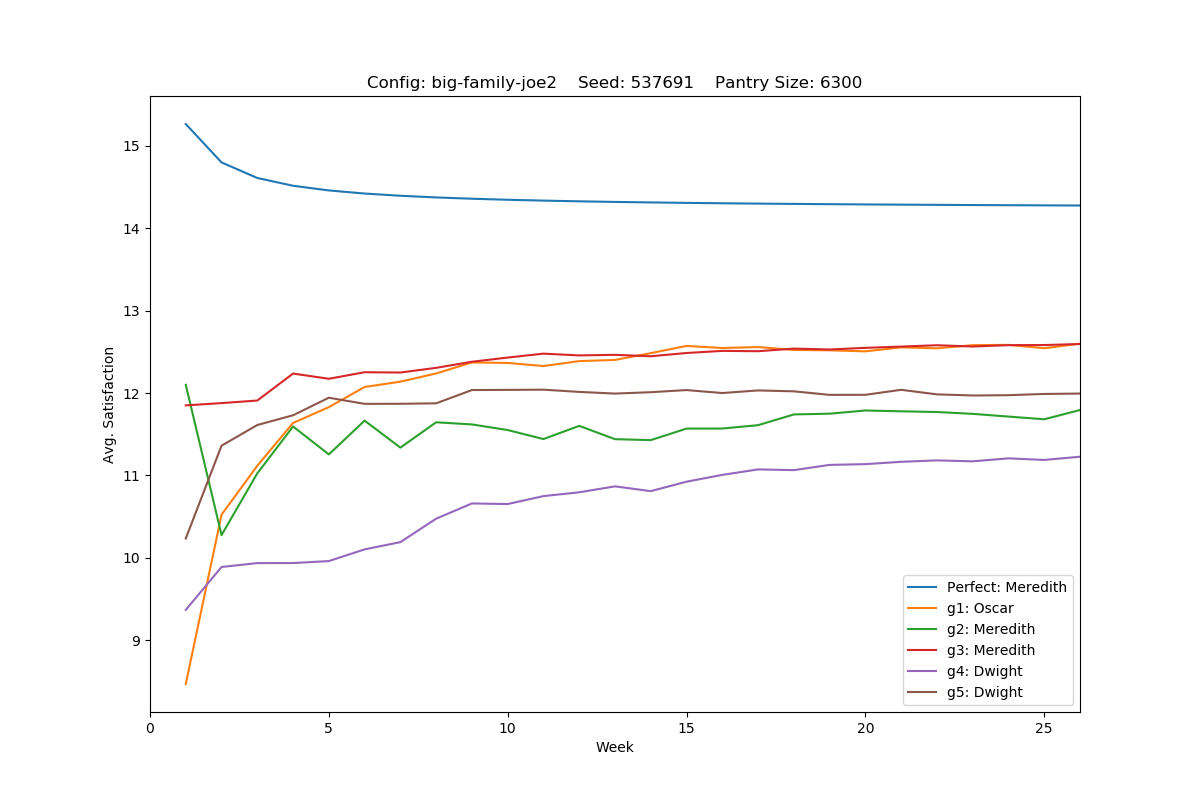 Config: big-family-joe2    Seed: 537691    Pantry Size: 6300
Avg. Satisfaction
15
14
13
12
11
10
9
0 5 10 15 20 25
Week
Perfect: Meredith
g1: Oscar
g2: Meredith
g3: Meredith
g4: Dwight
g5: Dwight